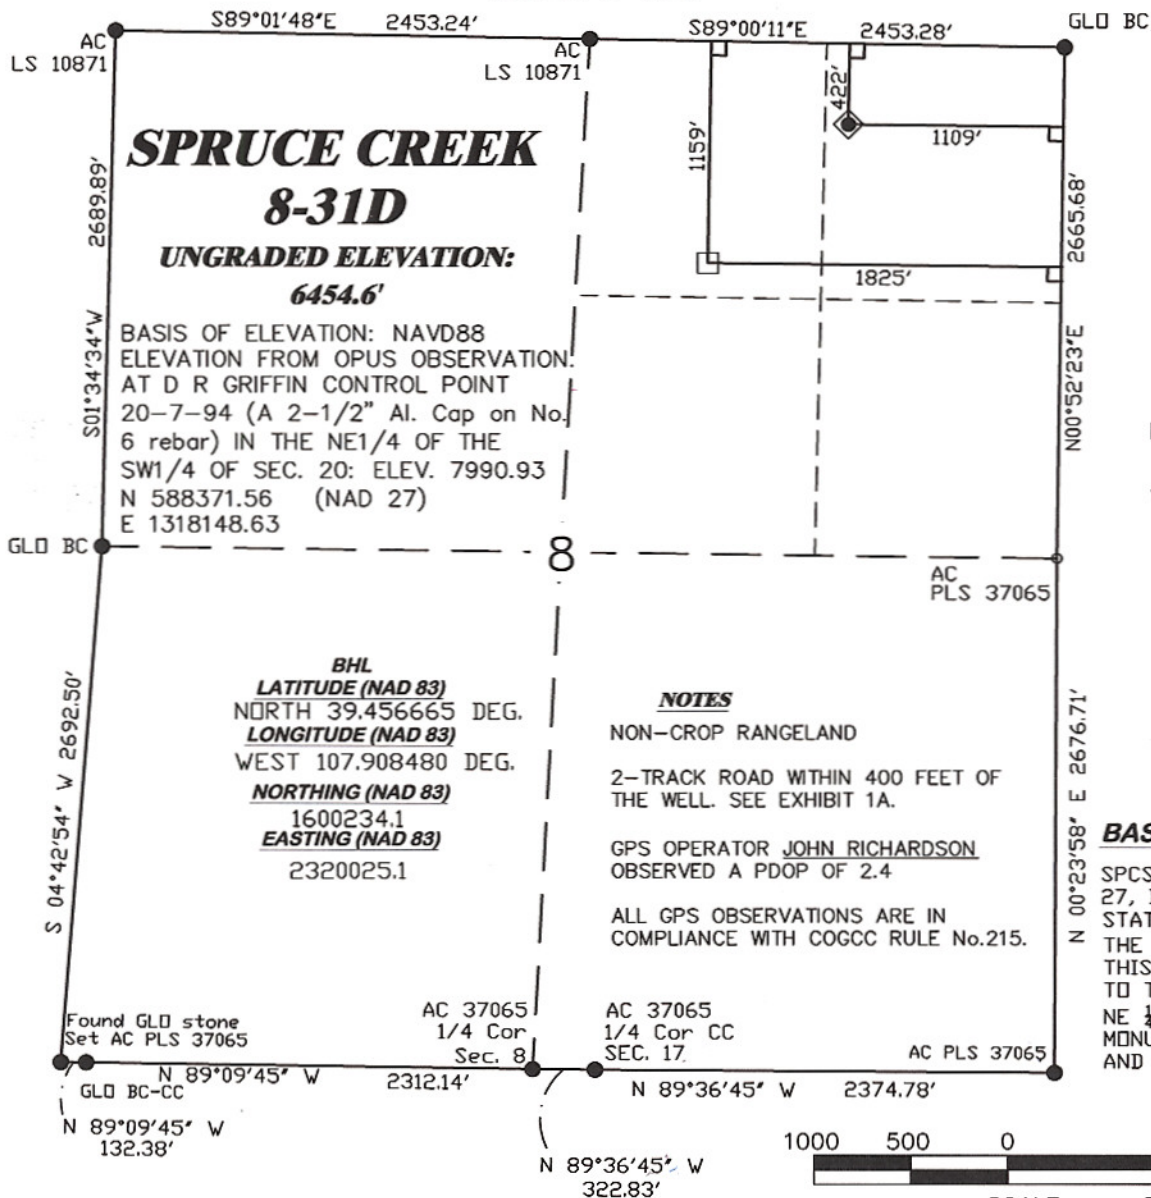 S89°01'48"E 2453.24'
S89°00'11"E 2453.28'
GLO BC
AC
LS 10871
AC
LS 10871
422'
1109'
1159'
1825'
2689.89'
S01°34'34"W
2665.68'
N00°52'23"E
SPRUCE CREEK
8-31D
UNGRADED ELEVATION:
6454.6'
BASIS OF ELEVATION: NAVD88
ELEVATION FROM OPUS OBSERVATION
AT D R GRIFFIN CONTROL POINT
20-7-94 (A 2-1/2" Al. Cap on No.
6 rebar) IN THE NE1/4 OF THE
SW1/4 OF SEC. 20: ELEV. 7990.93
N 588371.56 (NAD 27)
E 1318148.63
GLO BC
8
AC
PLS 37065
S 04°42'54" W 2692.50'
BHL
LATITUDE (NAD 83)
NORTH 39.456665 DEG.
LONGITUDE (NAD 83)
WEST 107.908480 DEG.
NORTHING (NAD 83)
1600234.1
EASTING (NAD 83)
2320025.1
NOTES
NON-CROP RANGELAND
2-TRACK ROAD WITHIN 400 FEET OF
THE WELL. SEE EXHIBIT 1A.
GPS OPERATOR JOHN RICHARDSON
OBSERVED A PDOP OF 2.4
ALL GPS OBSERVATIONS ARE IN
COMPLIANCE WITH COGCC RULE No.215.
N 00°23'58" E 2676.71'
BAS
SPCS
27,
STAT
THE
THIS
TO T
NE
MONU
AND
Found GLO stone
Set AC PLS 37065
AC 37065
1/4 Cor
Sec. 8
AC 37065
1/4 Cor CC
SEC. 17
AC PLS 37065
GLO BC-CC
N 89°09'45" W 2312.14'
N 89°36'45" W 2374.78'
N 89°09'45" W
132.38'
N 89°36'45" W
322.83'
1000 500 0